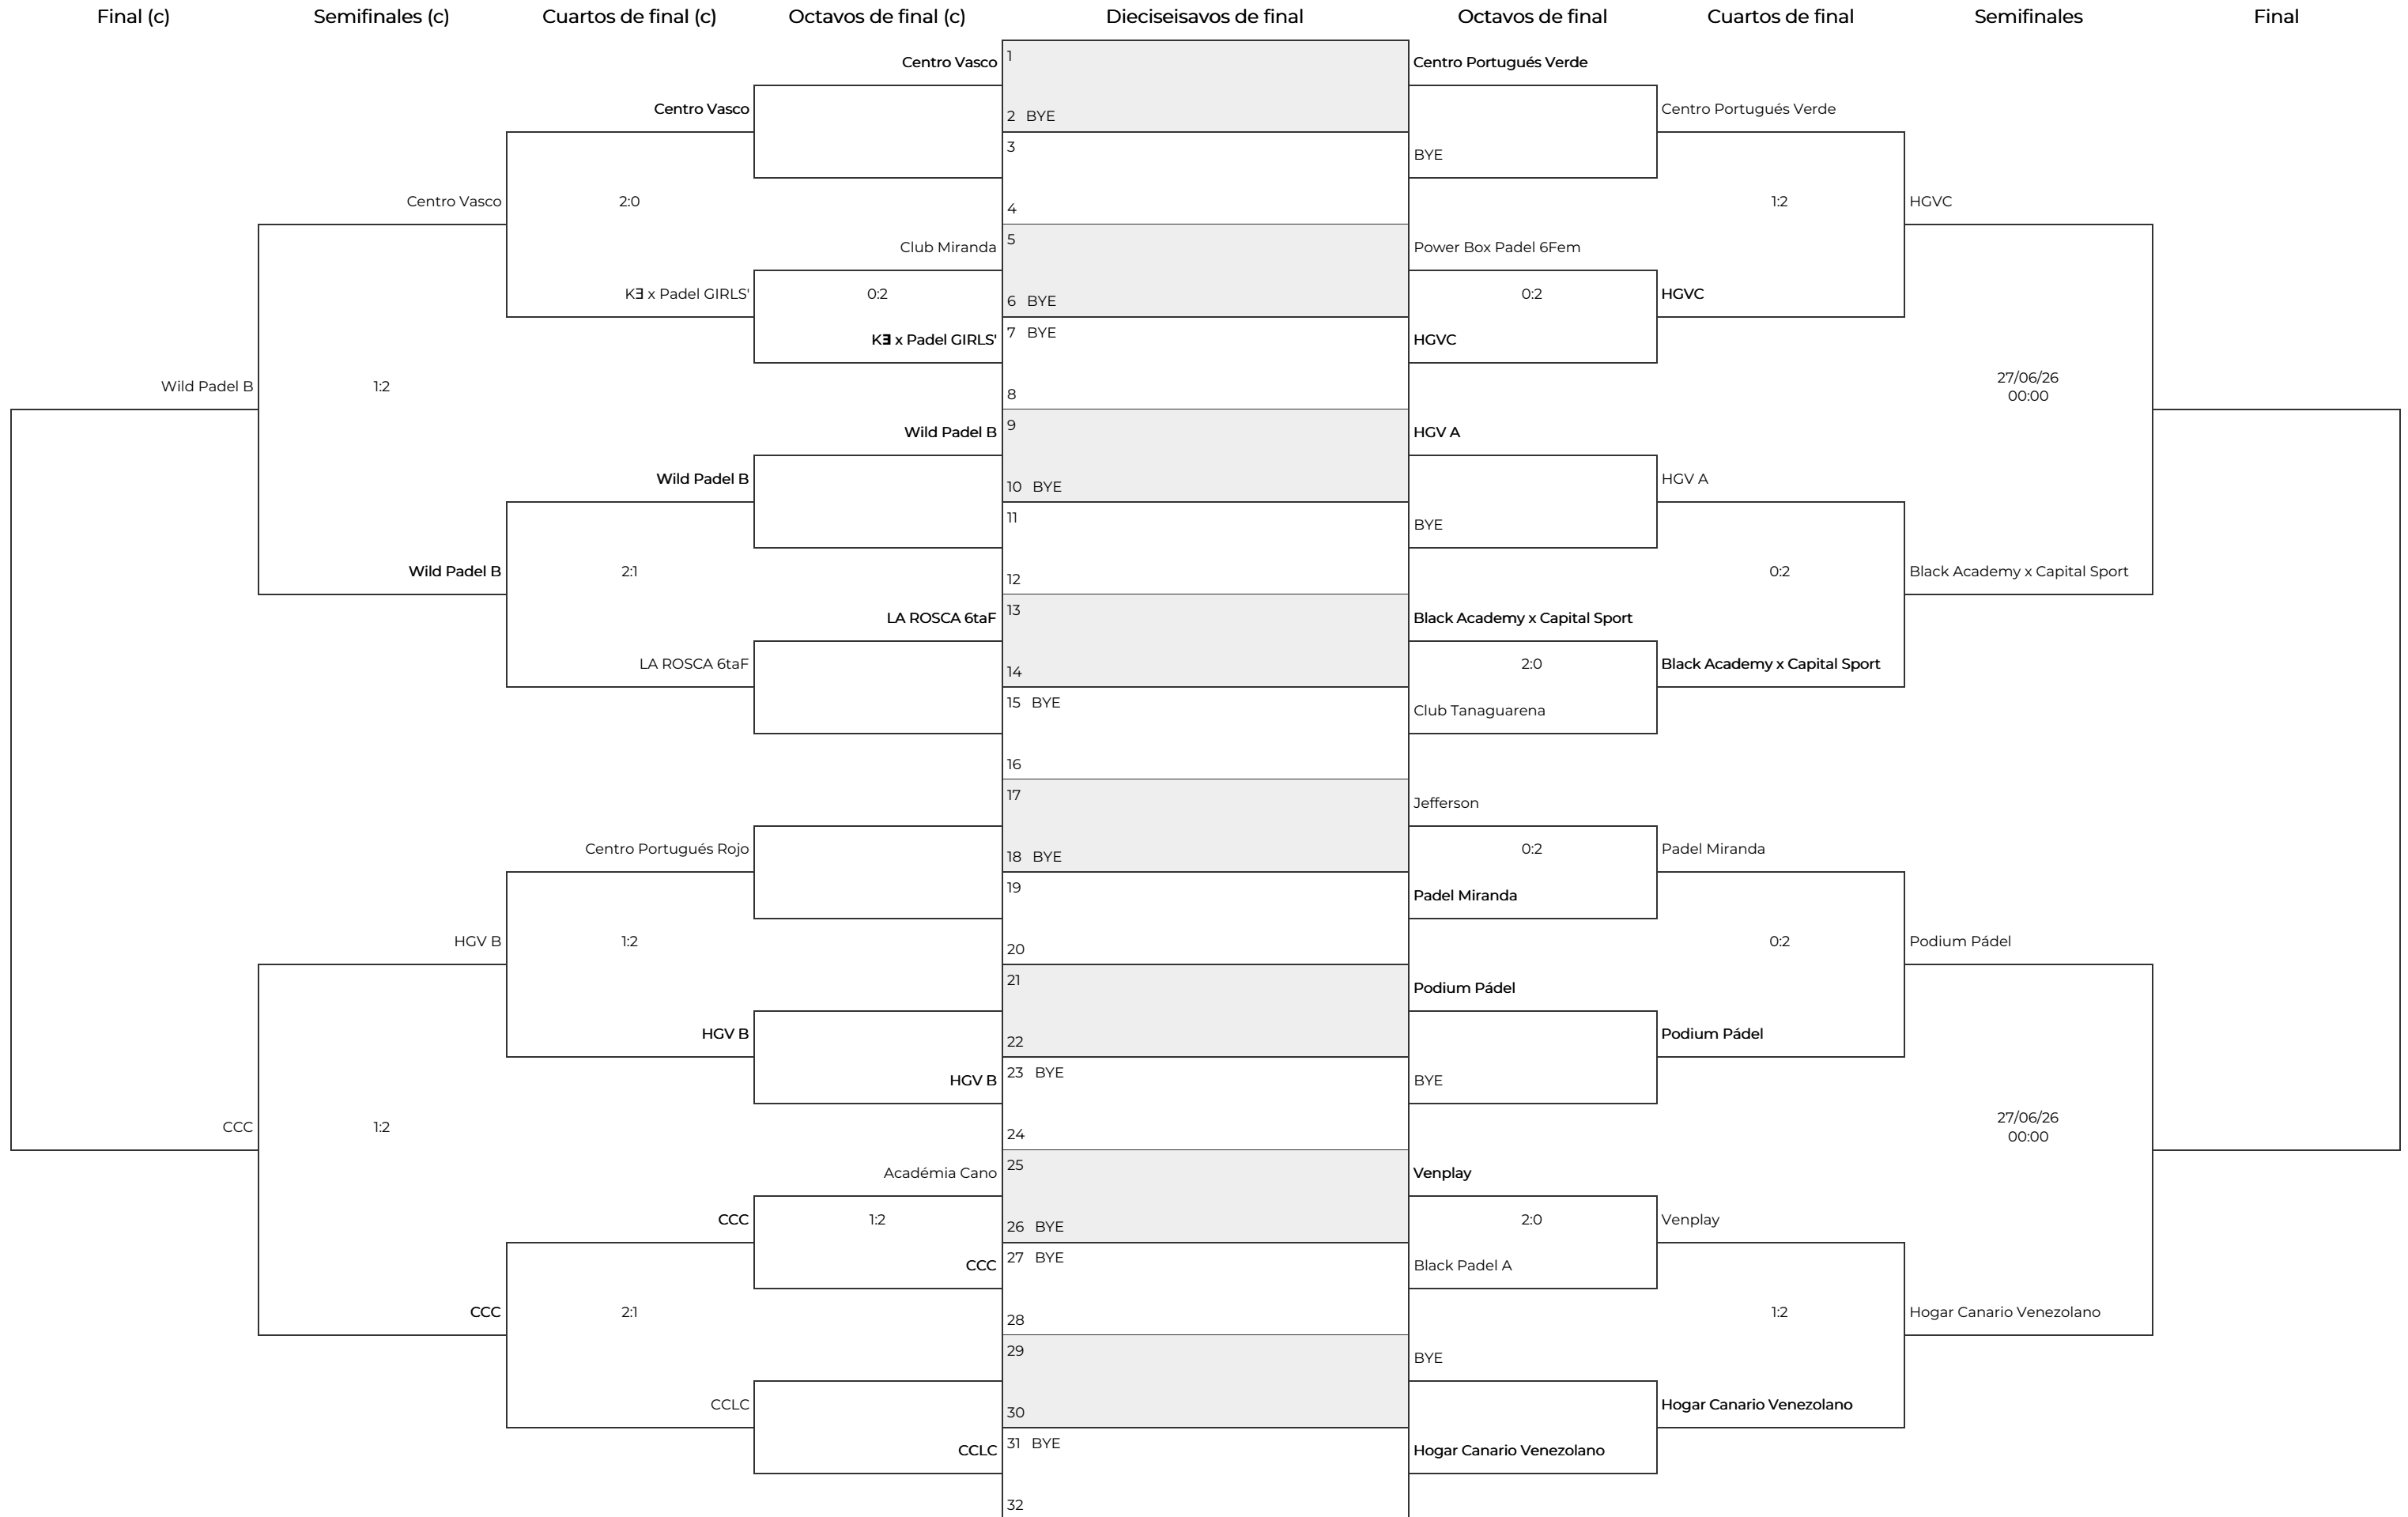 Final (c) Semifinales (c) Cuartos de final (c) Octavos de final (c) Dieciseisavos de final Octavos de final Cuartos de final Semifinales Final
1
Centro Vasco Centro Portugués Verde
Centro Vasco 2 BYE Centro Portugués Verde
3
BYE
Centro Vasco 2:0 4 1:2 HGVC
5
Club Miranda Power Box Padel 6Fem
KƎ x Padel GIRLS' 0:2 6 BYE 0:2 HGVC
7 BYE
KƎ x Padel GIRLS' HGVC
27/06/26
Wild Padel B 1:2 8 00:00
9
Wild Padel B HGV A
Wild Padel B 10 BYE HGV A
11
BYE
Wild Padel B 2:1 12 0:2 Black Academy x Capital Sport
13
LA ROSCA 6taF Black Academy x Capital Sport
LA ROSCA 6taF 14 2:0 Black Academy x Capital Sport
15 BYE
Club Tanaguarena
16
17
Jefferson
Centro Portugués Rojo 18 BYE 0:2 Padel Miranda
19
Padel Miranda
HGV B 1:2 20 0:2 Podium Pádel
21
Podium Pádel
HGV B 22 Podium Pádel
23 BYE
HGV B BYE
27/06/26
CCC 1:2 24 00:00
25
Académia Cano Venplay
CCC 1:2 26 BYE 2:0 Venplay
27 BYE
CCC Black Padel A
CCC 2:1 28 1:2 Hogar Canario Venezolano
29
BYE
CCLC 30 Hogar Canario Venezolano
31 BYE
CCLC Hogar Canario Venezolano
32